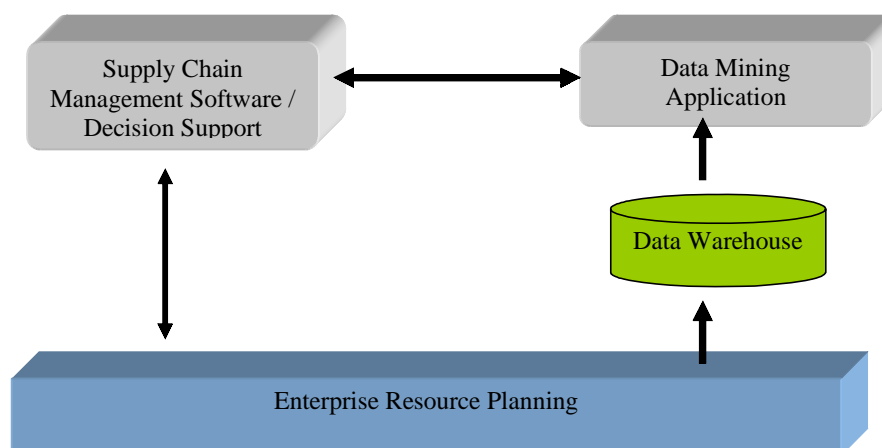 Supply Chain
Management Software /
Decision Support
Data Mining
Application
Data Warehouse
Enterprise Resource Planning